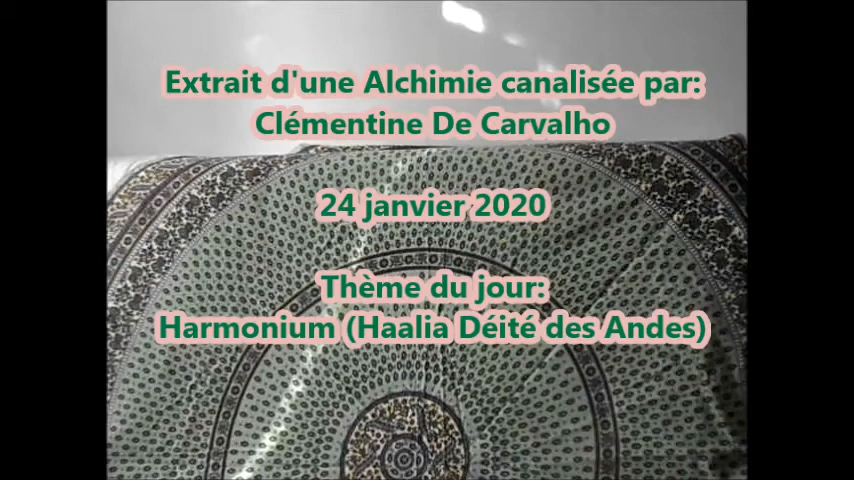 Extrait d'une Alchimie canalisée par:
Clémentine De Carvalho
24 janvier 2020
Thème du jour:
Harmonium (Haalia Déité des Andes)